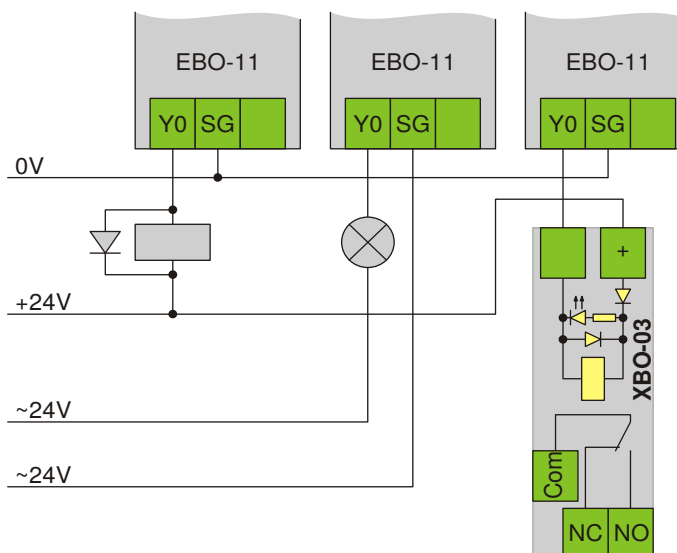 EBO-11 EBO-11 EBO-11
Y0 SG Y0 SG Y0 SG
0V
+
+24V
XBO-03
~24V
Com
~24V
NC NO